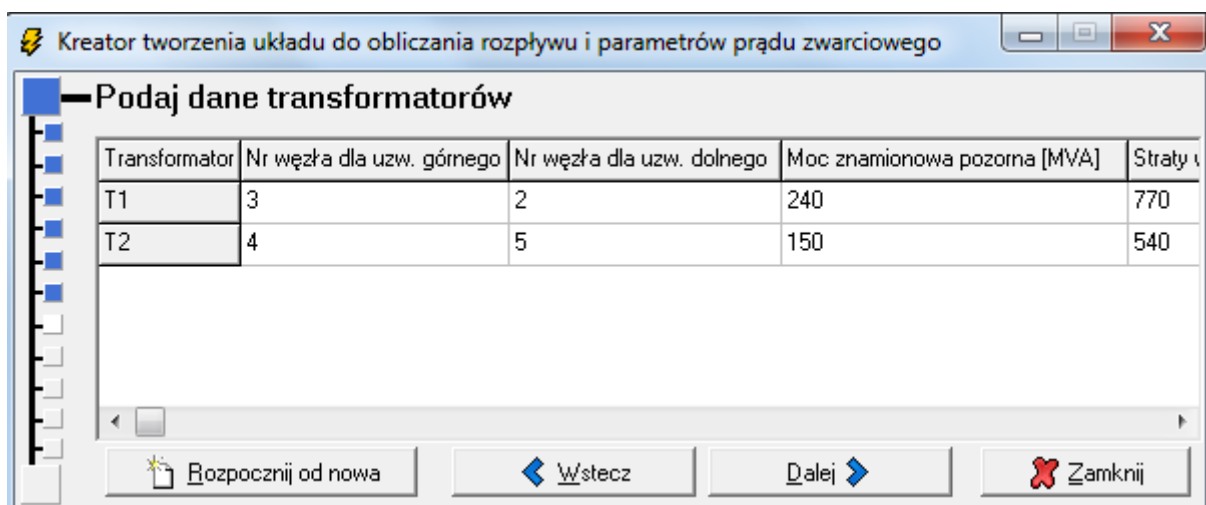 Kreator tworzenia układu do obliczania rozpływu i parametrów prądu zwarciowego
Podaj dane transformatorów
Transformator Nr węzła dla uzw. górnego Nr węzła dla uzw. dolnego Moc znamionowa pozorna [MVA] Straty
T1 3 2 240 770
T2 4 5 150 540
Rozpocznij od nowa Wstecz Dalej Zamknij